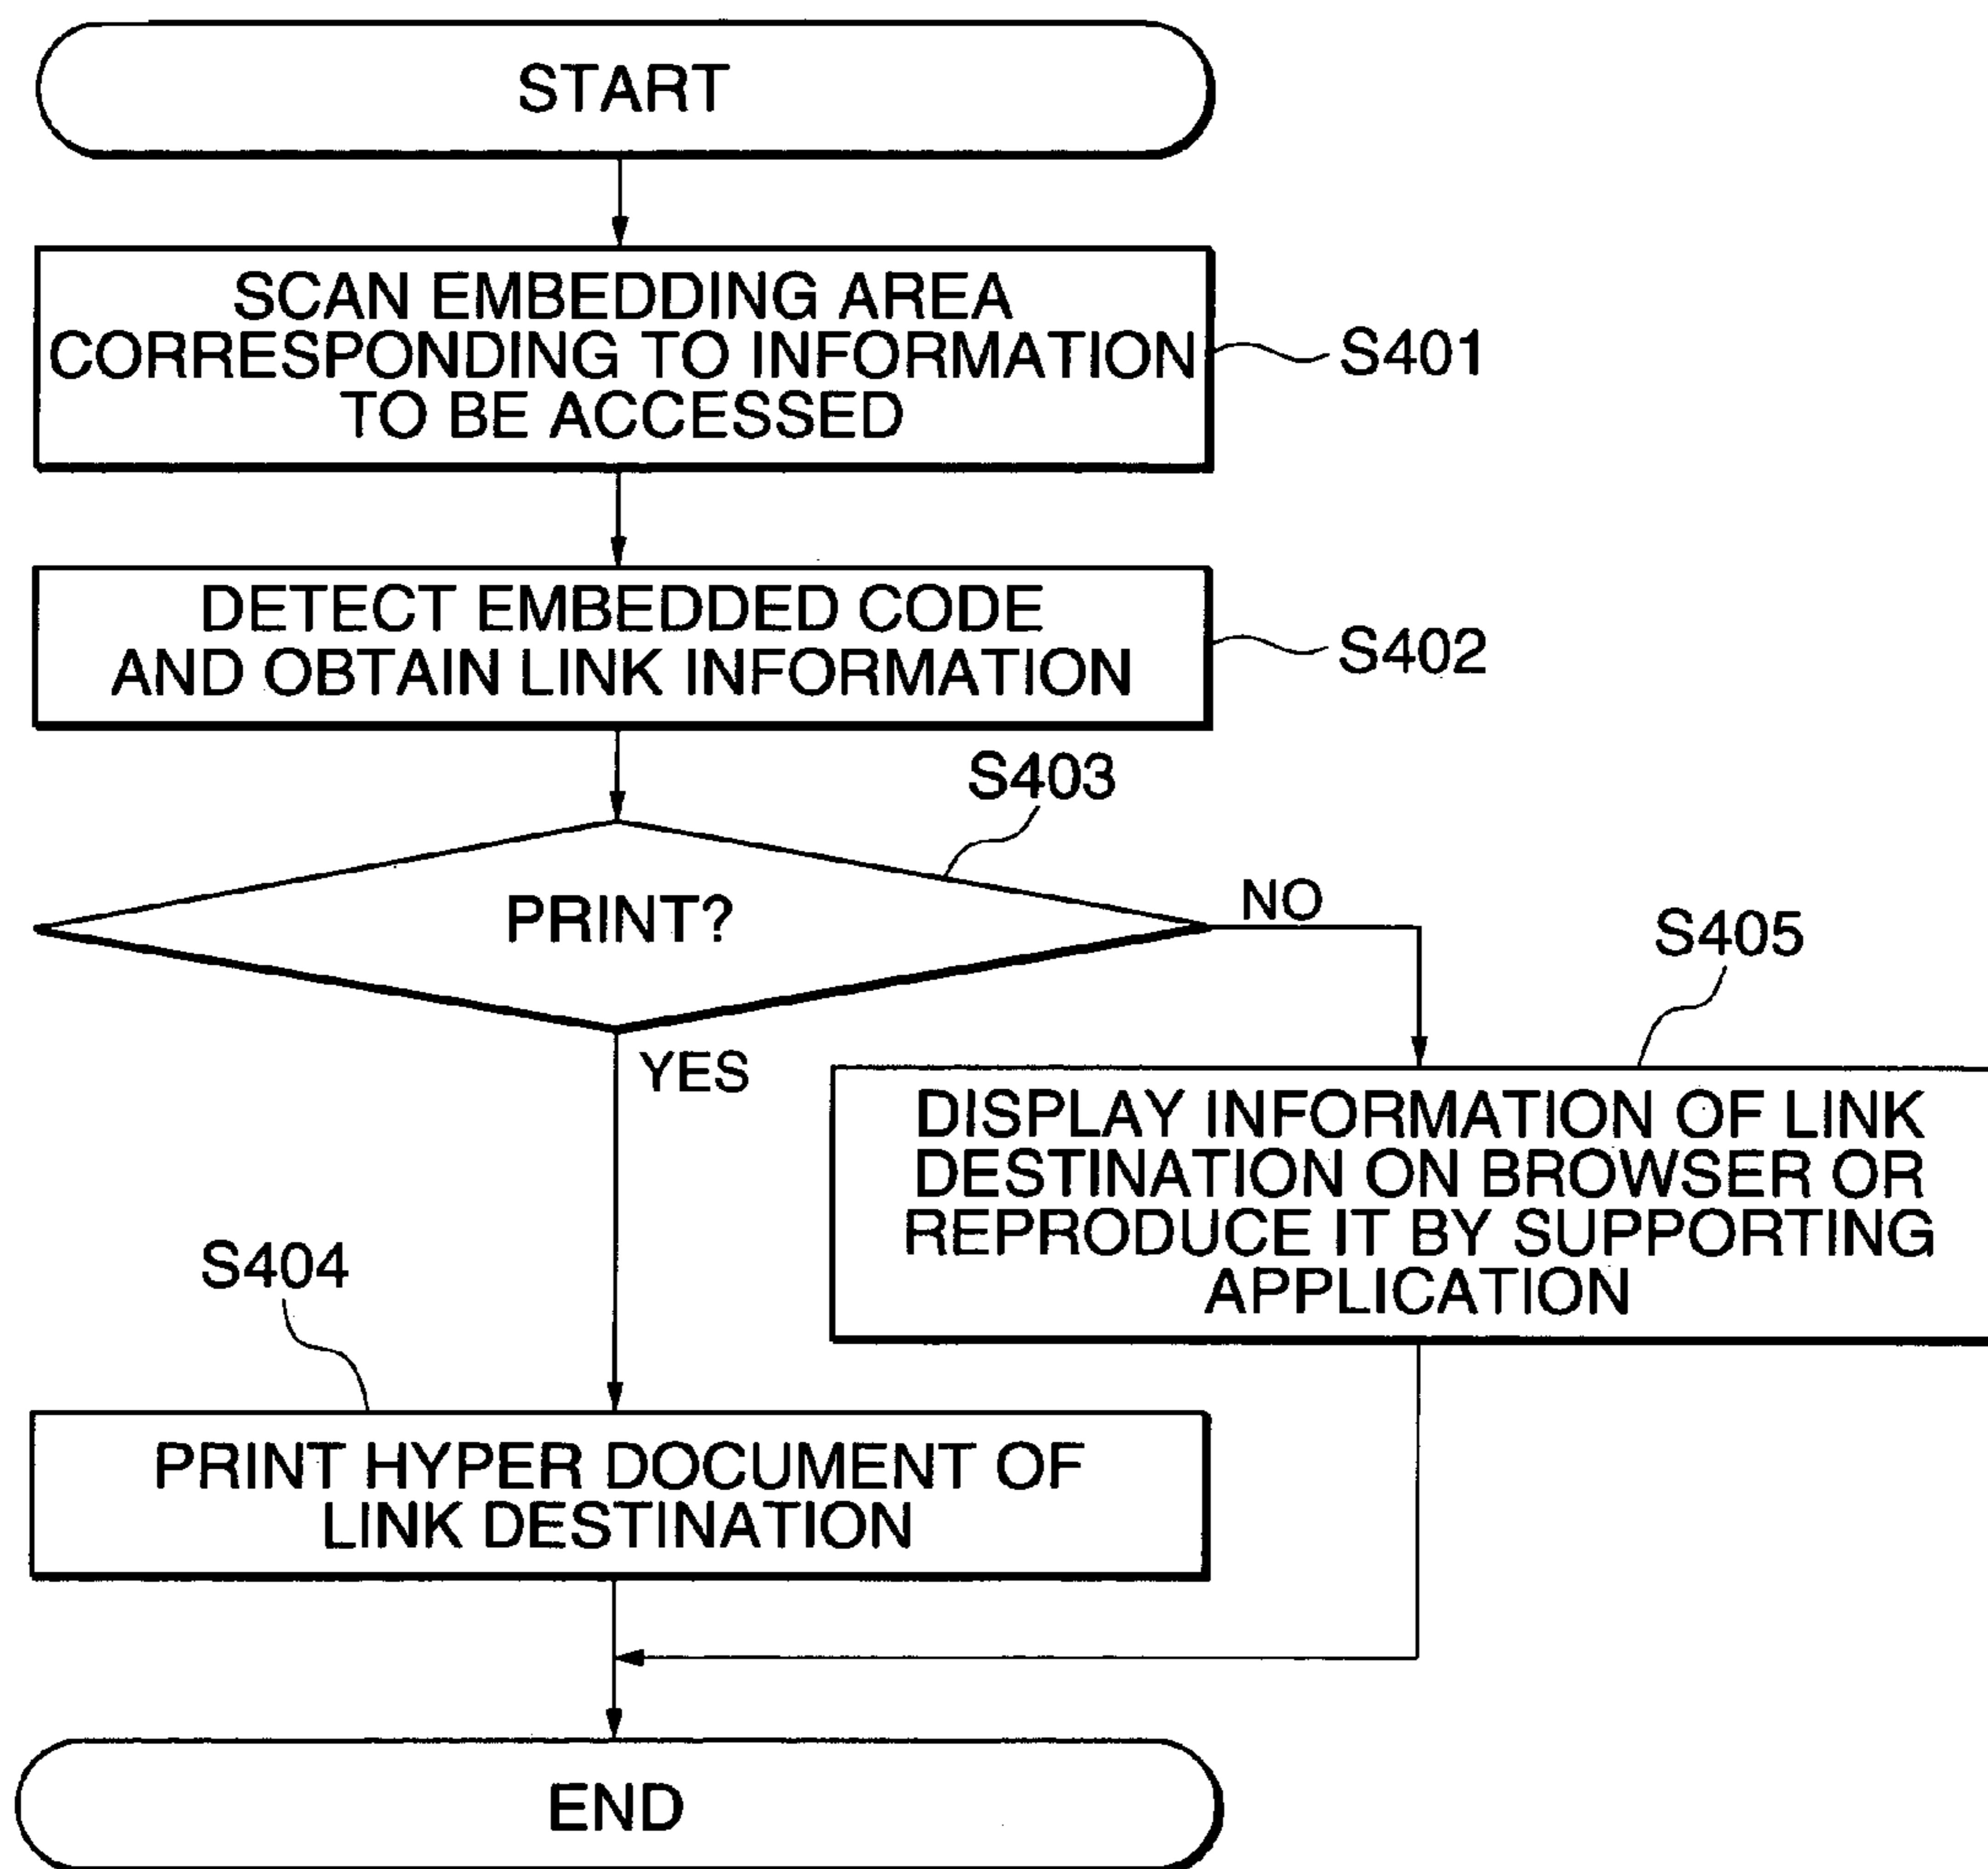 START
SCAN EMBEDDING AREA
CORRESPONDING TO INFORMATION
TO BE ACCESSED
S401
DETECT EMBEDDED CODE
AND OBTAIN LINK INFORMATION
S402
S403
PRINT?
NO
YES
S405
DISPLAY INFORMATION OF LINK
DESTINATION ON BROWSER OR
REPRODUCE IT BY SUPPORTING
APPLICATION
S404
PRINT HYPER DOCUMENT OF
LINK DESTINATION
END